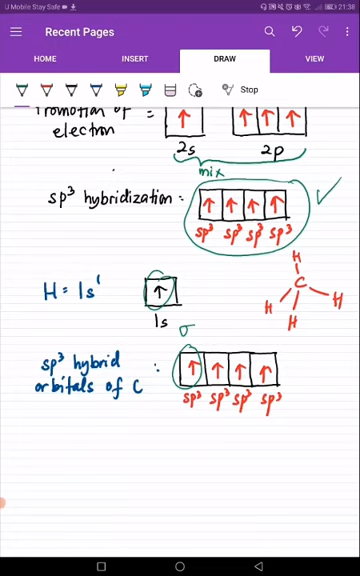 U Mobile Stay Safe
21:38
Recent Pages
HOME INSERT DRAW VIEW
Stop
Promotion of =
electron
2s 2p
mix
sp³ hybridization =
sp³ sp³ sp³ sp³
H
C
H H
H
H = 1s¹
1s
σ
sp³ hybrid :
orbitals of C
sp³ sp³ sp³ sp³